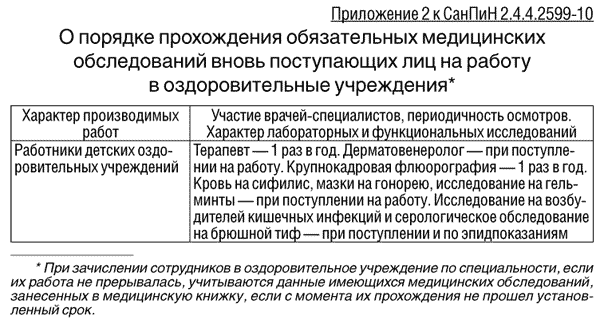 Приложение 2 к СанПиН 2.4.4.2599-10
О порядке прохождения обязательных медицинских
обследований вновь поступающих лиц на работу
в оздоровительные учреждения*
Характер производимых
работ
Участие врачей-специалистов, периодичность осмотров.
Характер лабораторных и функциональных исследований
Работники детских оздо-
ровительных учреждений
Терапевт — 1 раз в год. Дерматовенеролог — при поступле-
нии на работу. Крупнокадровая флюорография — 1 раз в год.
Кровь на сифилис, мазки на гонорею, исследование на гель-
минты — при поступлении на работу. Исследование на возбу-
дителей кишечных инфекций и серологическое обследование
на брюшной тиф — при поступлении и по эпидпоказаниям
* При зачислении сотрудников в оздоровительное учреждение по специальности, если
их работа не прерывалась, учитываются данные имеющихся медицинских обследований,
занесенных в медицинскую книжку, если с момента их прохождения не прошел установ-
ленный срок.